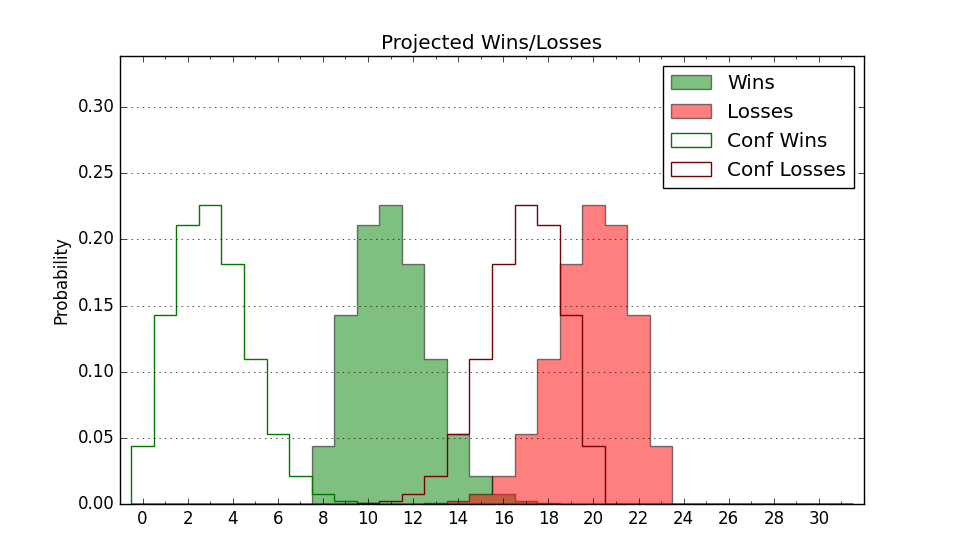 Projected Wins/Losses
Wins
Losses
Conf Wins
Conf Losses
Probability
0.30
0.25
0.20
0.15
0.10
0.05
0.00
0 2 4 6 8 10 12 14 16 18 20 22 24 26 28 30